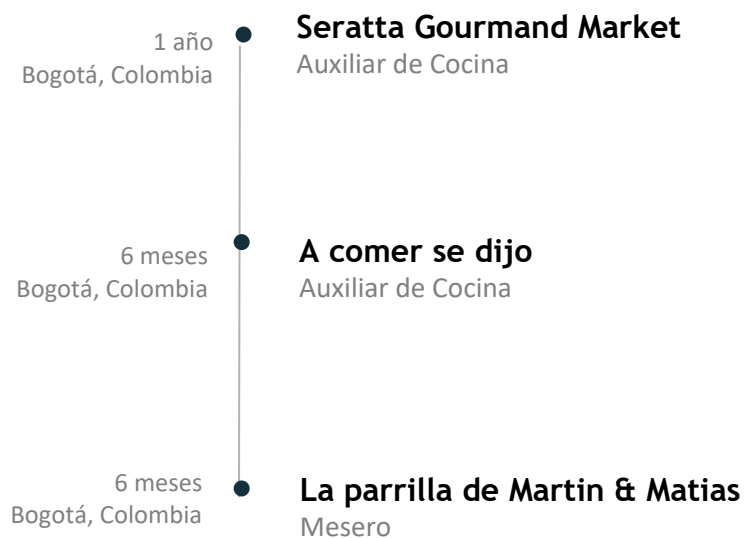 1 año
Bogotá, Colombia
Seratta Gourmand Market
Auxiliar de Cocina
6 meses
Bogotá, Colombia
A comer se dijo
Auxiliar de Cocina
6 meses
Bogotá, Colombia
La parrilla de Martin & Matias
Mesero